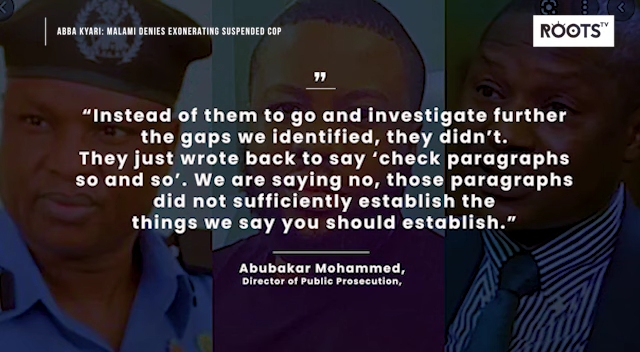 ABBA KYARI: MALAMI DENIES EXONERATING SUSPENDED COP
ROOTS TV
"
“Instead of them to go and investigate further
the gaps we identified, they didn’t.
They just wrote back to say ‘check paragraphs
so and so’. We are saying no, those paragraphs
did not sufficiently establish the
things we say you should establish.”
Abubakar Mohammed,
Director of Public Prosecution,